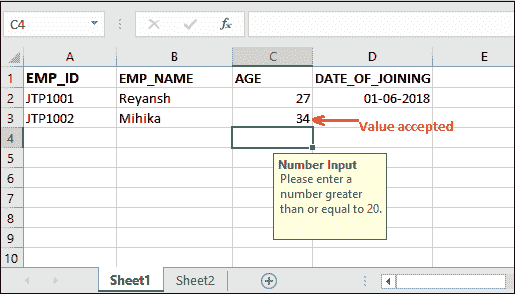 C4
fx
A B C D E
1 EMP_ID EMP_NAME AGE DATE_OF_JOINING
2 JTP1001 Reyansh 27 01-06-2018
3 JTP1002 Mihika 34 Value accepted
4
5 Number Input
6 Please enter a
7 number greater
8 than or equal to 20.
9
10
Sheet1 Sheet2